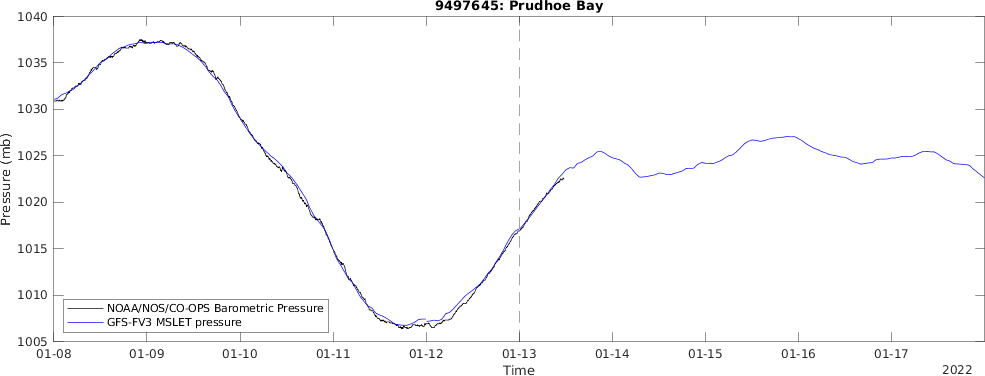 9497645: Prudhoe Bay
1040
1035
1030
1025
1020
1015
1010
1005
Pressure (mb)
NOAA/NOS/CO-OPS Barometric Pressure
GFS-FV3 MSLET pressure
01-08 01-09 01-10 01-11 01-12 01-13 01-14 01-15 01-16 01-17
Time
2022